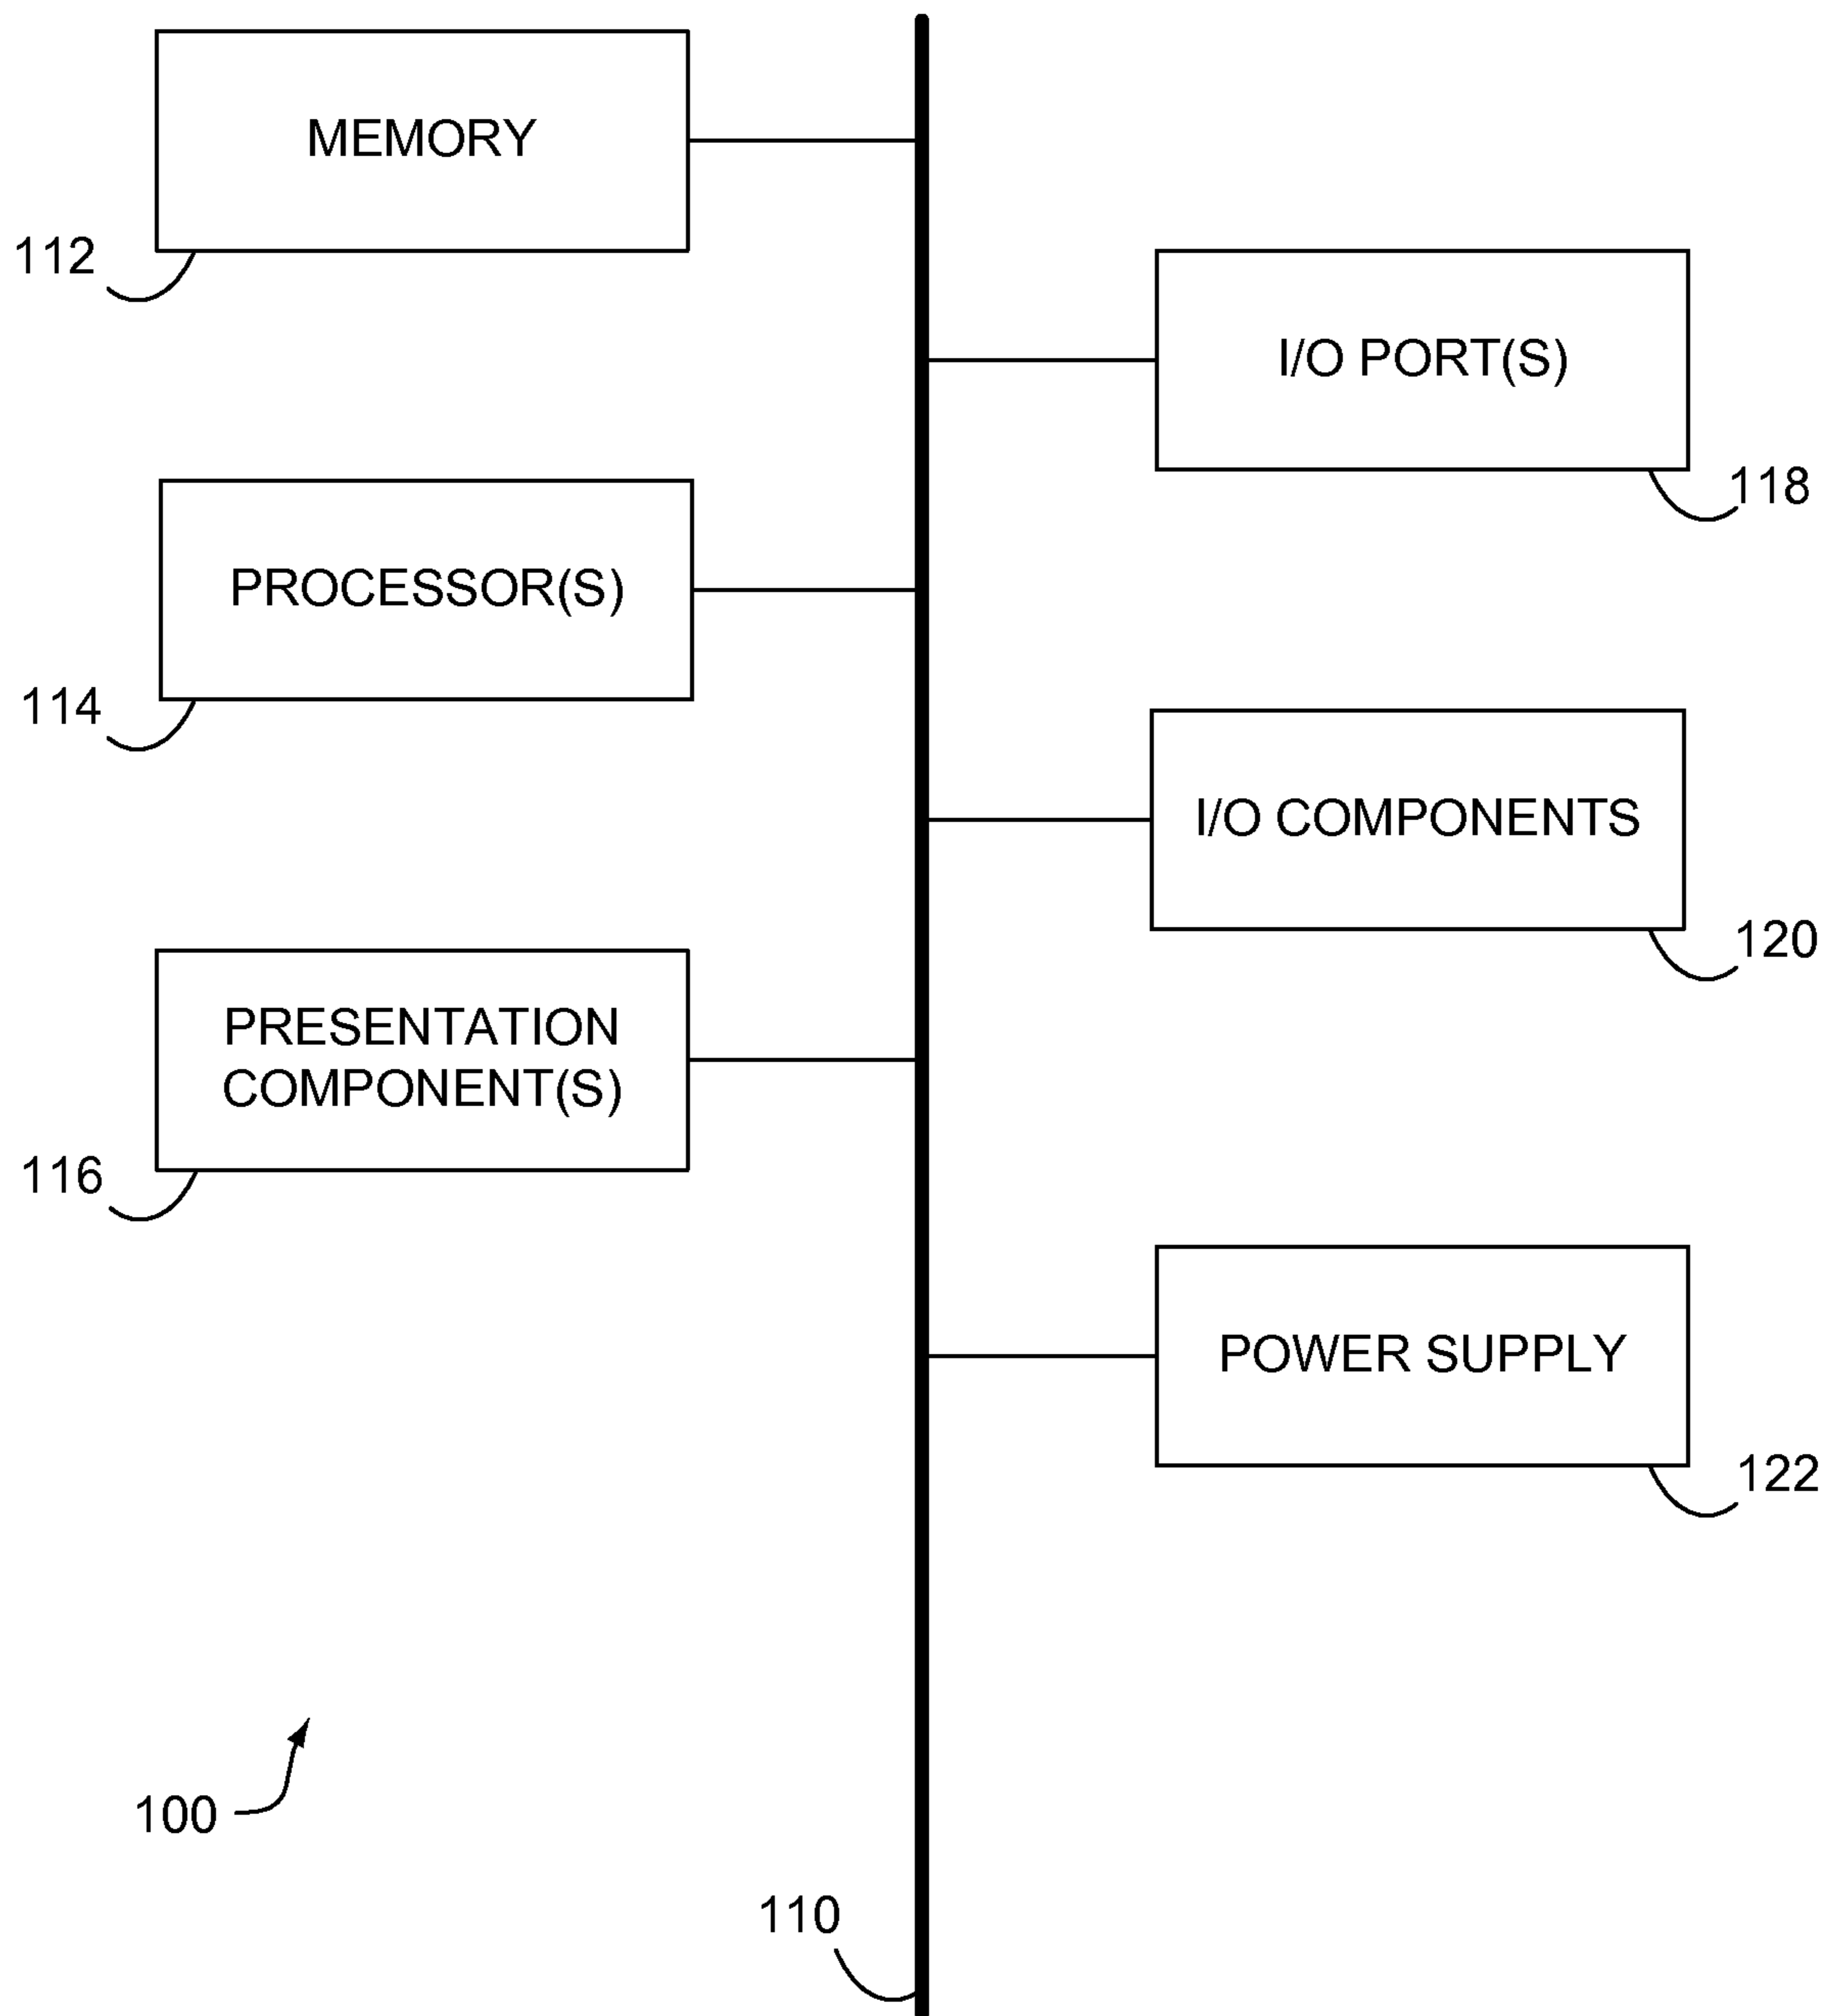 MEMORY
112
I/O PORT(S)
118
PROCESSOR(S)
114
I/O COMPONENTS
120
PRESENTATION
COMPONENT(S)
116
POWER SUPPLY
122
100
110